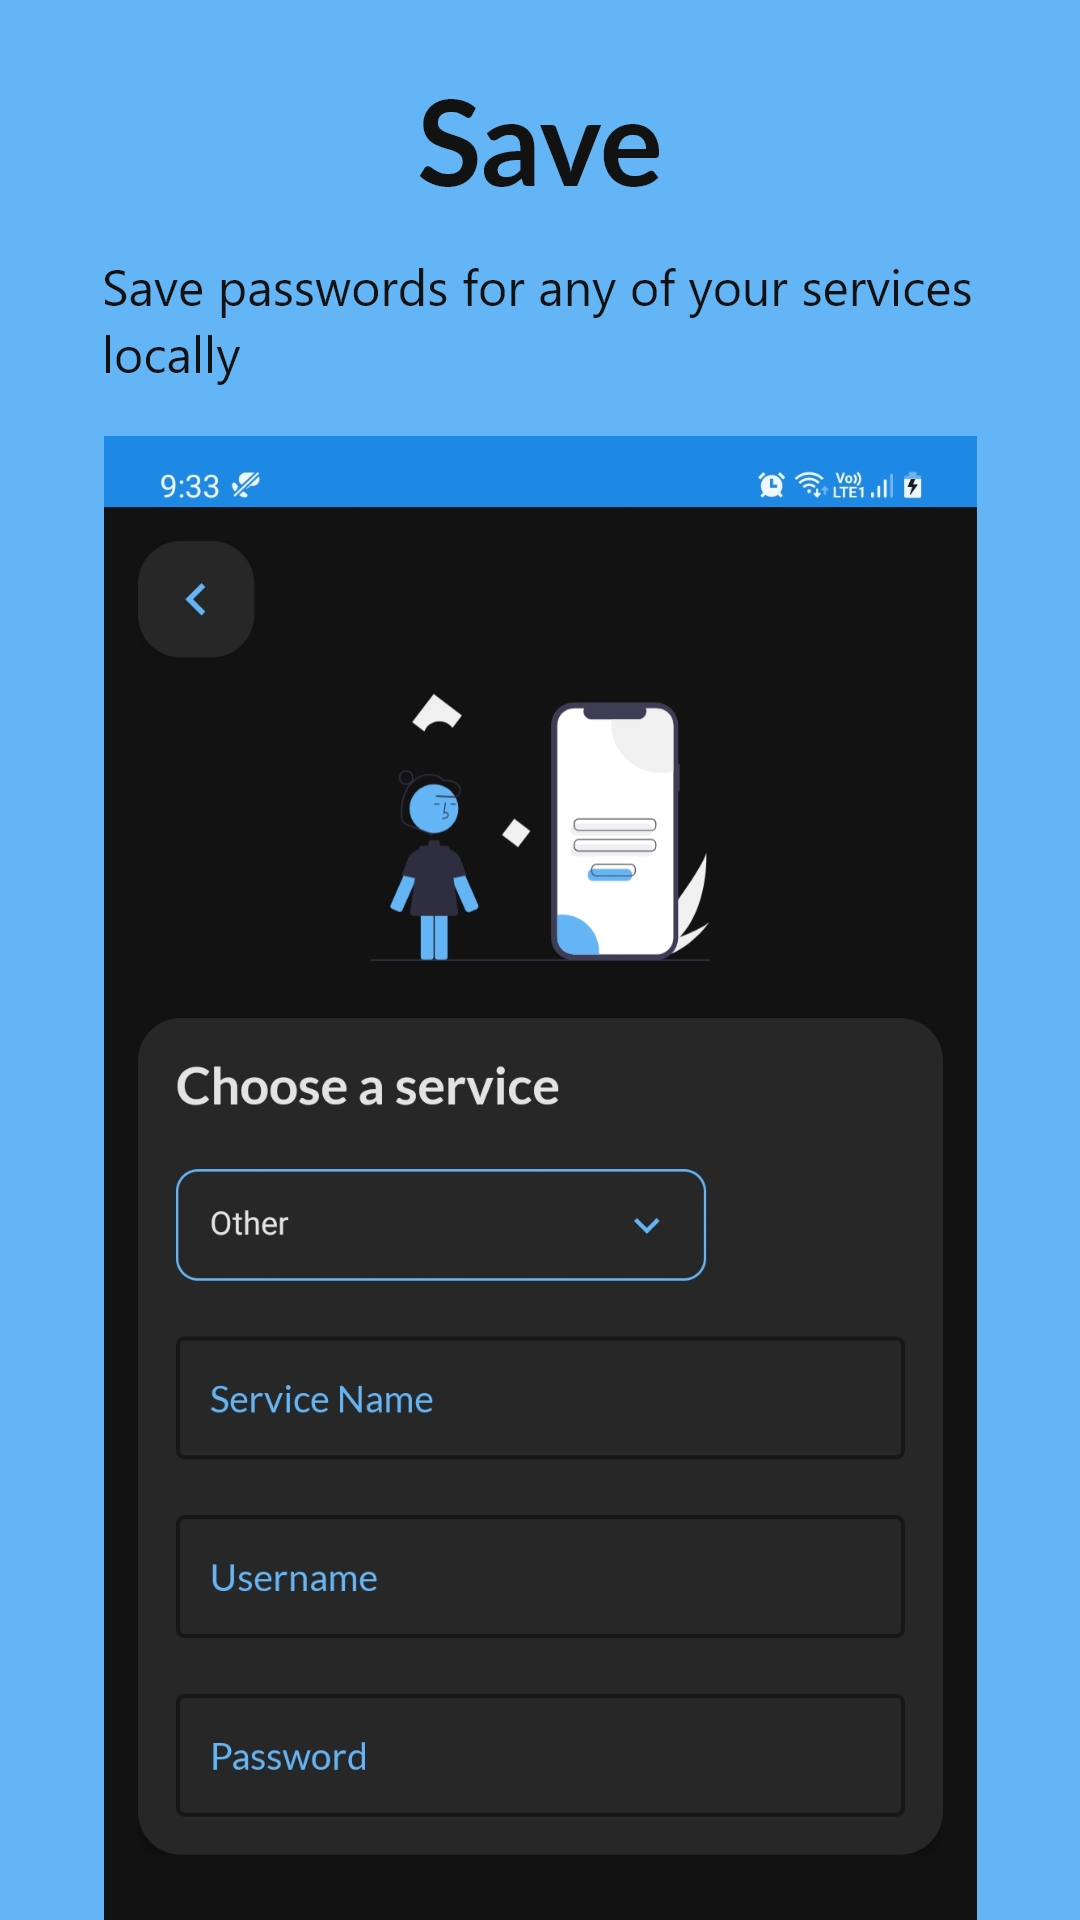 Save
Save passwords for any of your services
locally
9:33
Vo))
LTE1
Choose a service
Other
Service Name
Username
Password